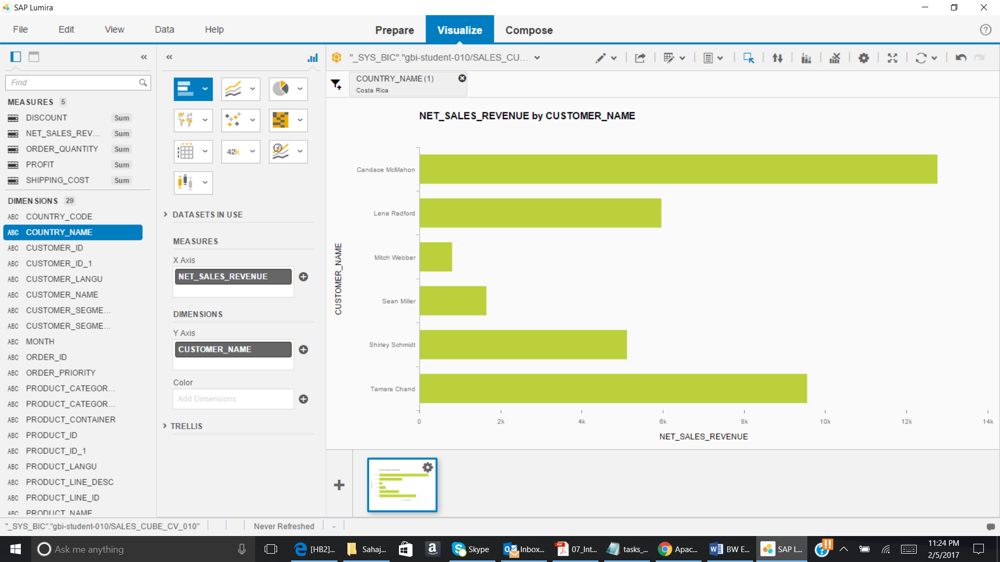 SAP Lumira
File Edit View Data Help
Prepare Visualize Compose
Find
MEASURES 5
DISCOUNT Sum
NET_SALES_REV... Sum
ORDER_QUANTITY Sum
PROFIT Sum
SHIPPING_COST Sum
DIMENSIONS 29
ABC COUNTRY_CODE
ABC COUNTRY_NAME
ABC CUSTOMER_ID
ABC CUSTOMER_ID_1
ABC CUSTOMER_LANGU
ABC CUSTOMER_NAME
ABC CUSTOMER_SEGME...
ABC CUSTOMER_SEGME...
ABC MONTH
ABC ORDER_ID
ABC ORDER_PRIORITY
ABC PRODUCT_CATEGOR...
ABC PRODUCT_CATEGOR...
ABC PRODUCT_CONTAINER
ABC PRODUCT_ID
ABC PRODUCT_ID_1
ABC PRODUCT_LANGU
ABC PRODUCT_LINE_DESC
ABC PRODUCT_LINE_ID
ABC PRODUCT_NAME
42k
DATASETS IN USE
MEASURES
X Axis
NET_SALES_REVENUE
DIMENSIONS
Y Axis
CUSTOMER_NAME
Color
Add Dimensions
TRELLIS
"_SYS_BIC"."gbi-student-010/SALES_CU...
COUNTRY_NAME (1)
Costa Rica
NET_SALES_REVENUE by CUSTOMER_NAME
CUSTOMER_NAME
Candace McMahon
Lena Radford
Mitch Webber
Sean Miller
Shirley Schmidt
Tamara Chand
0 2k 4k 6k 8k 10k 12k 14k
NET_SALES_REVENUE
"_SYS_BIC"."gbi-student-010/SALES_CUBE_CV_010"
Never Refreshed -
Ask me anything
[HB2]...
Sahaj...
Skype
Inbox...
07_Int...
tasks_...
Apac...
BW E...
SAP L...
11:24 PM
2/5/2017